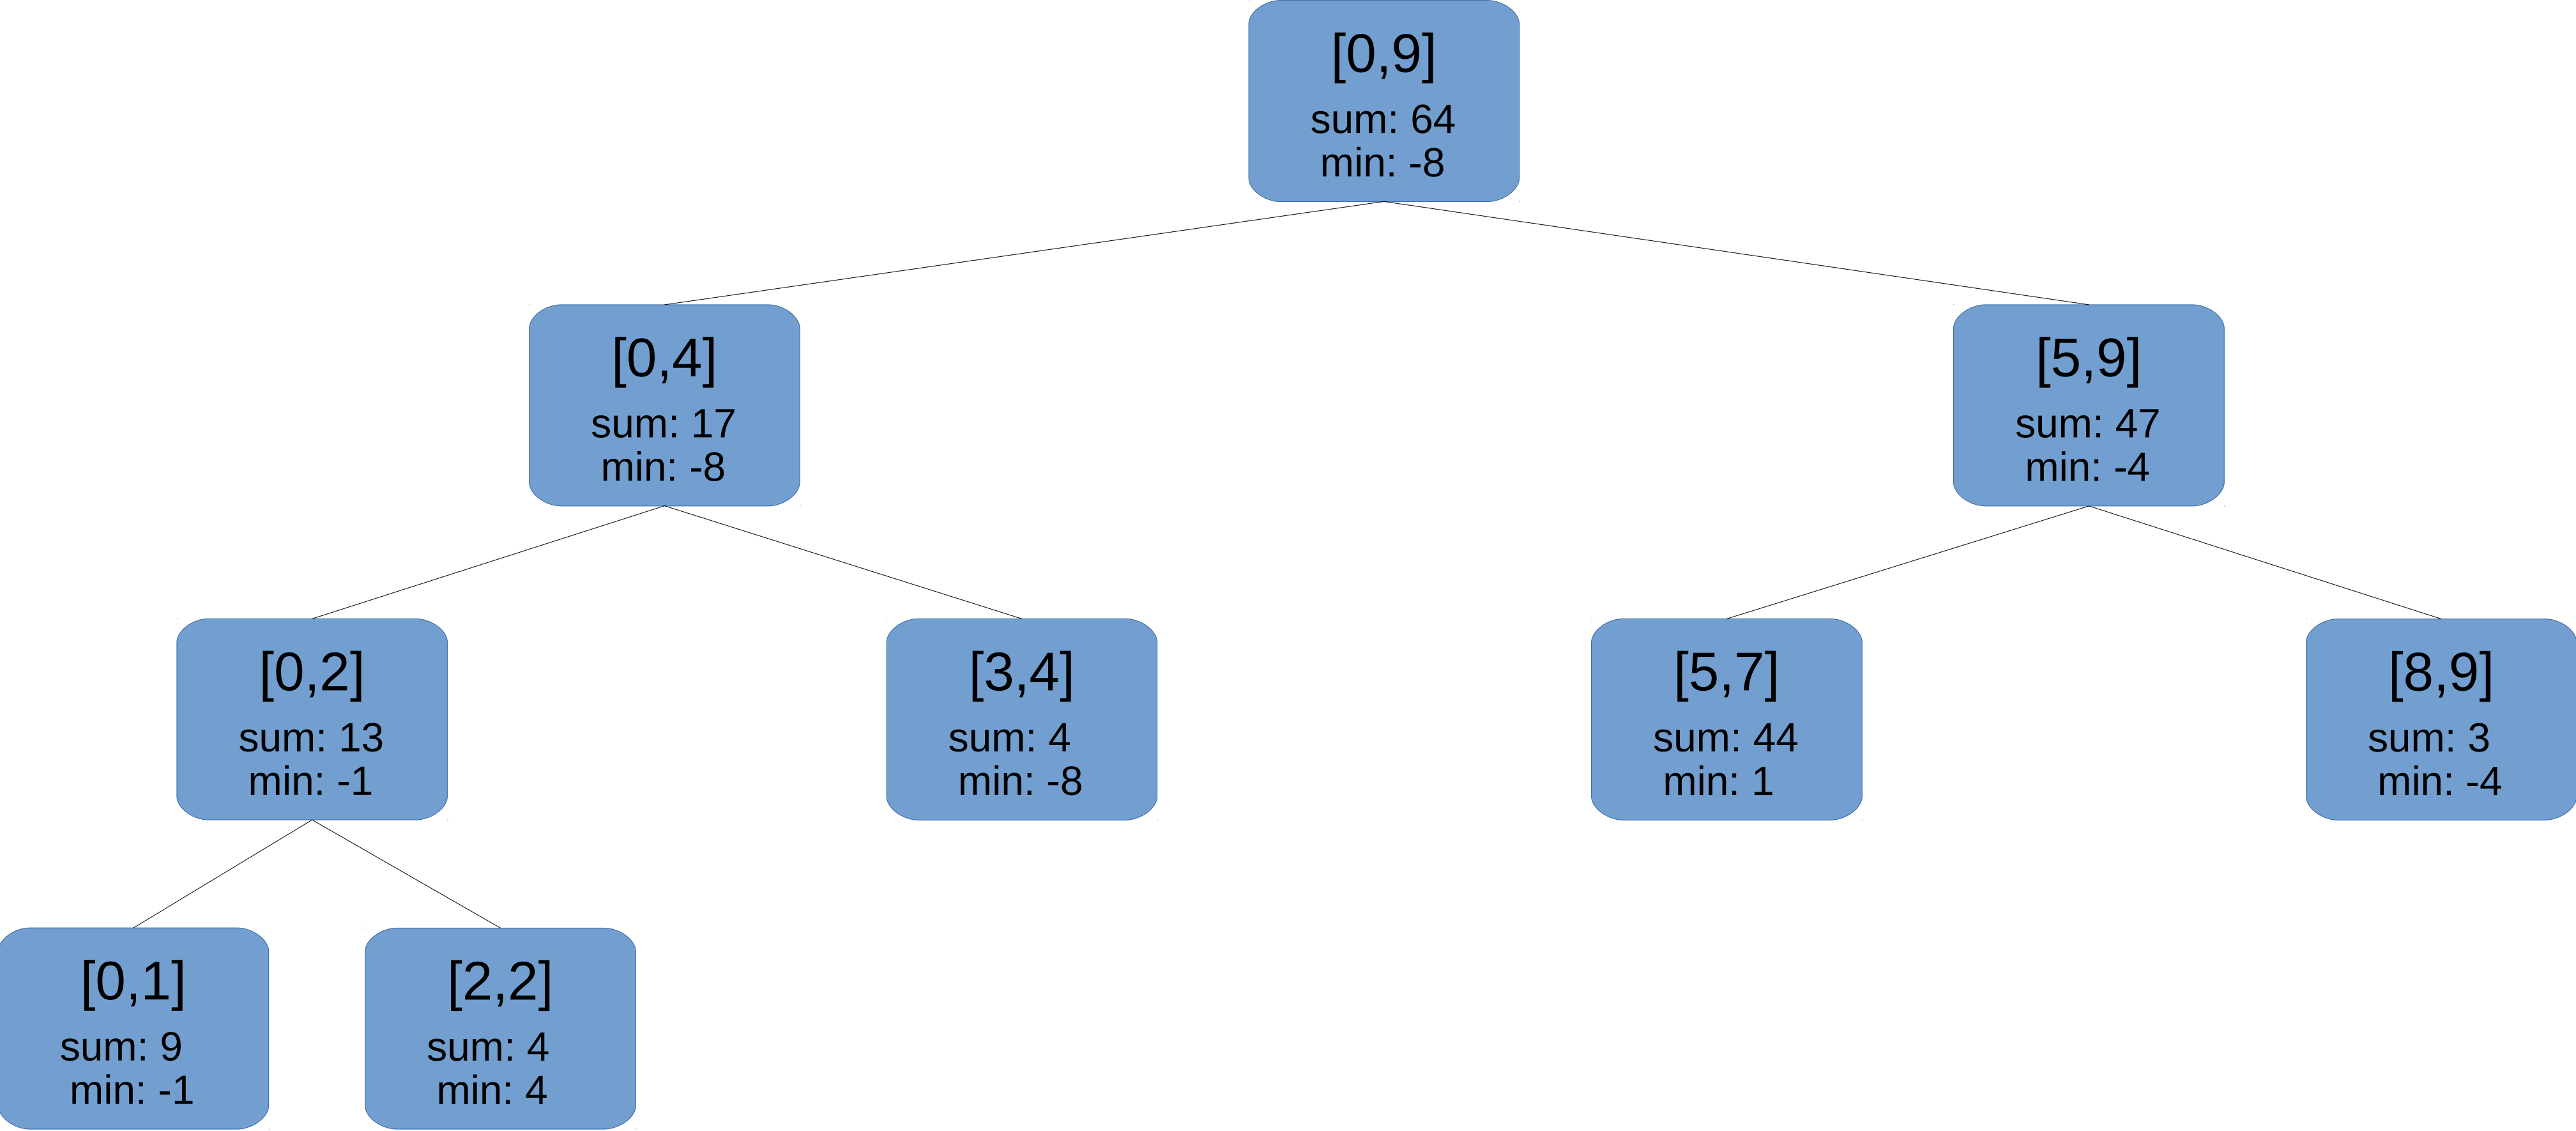 [0,9]
sum: 64
min: -8
[0,4]
sum: 17
min: -8
[5,9]
sum: 47
min: -4
[0,2]
sum: 13
min: -1
[3,4]
sum: 4
min: -8
[5,7]
sum: 44
min: 1
[8,9]
sum: 3
min: -4
[0,1]
sum: 9
min: -1
[2,2]
sum: 4
min: 4